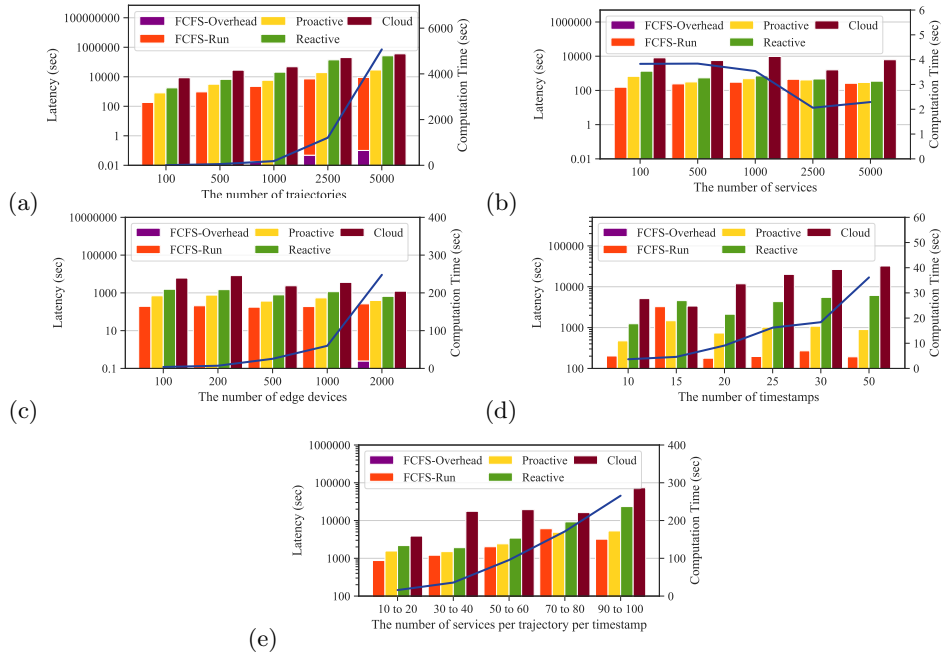 FCFS-Overhead Proactive Cloud
FCFS-Run Reactive
Latency (sec)
10000000
1000000
10000
100
1
0.01
Computation Time (sec)
6000
4000
2000
0
100 500 1000 2500 5000
The number of trajectories
(a)
FCFS-Overhead Proactive Cloud
FCFS-Run Reactive
Latency (sec)
1000000
10000
100
1
0.01
Computation Time (sec)
6
5
4
3
2
1
0
100 500 1000 2500 5000
The number of services
(b)
FCFS-Overhead Proactive Cloud
FCFS-Run Reactive
Latency (sec)
10000000
100000
1000
10
0.1
Computation Time (sec)
400
300
200
100
0
100 200 500 1000 2000
The number of edge devices
(c)
FCFS-Overhead Proactive Cloud
FCFS-Run Reactive
Latency (sec)
100000
10000
1000
100
Computation Time (sec)
60
50
40
30
20
10
0
10 15 20 25 30 50
The number of timestamps
(d)
FCFS-Overhead Proactive Cloud
FCFS-Run Reactive
Latency (sec)
1000000
100000
10000
1000
100
Computation Time (sec)
400
300
200
100
0
10 to 20 30 to 40 50 to 60 70 to 80 90 to 100
The number of services per trajectory per timestamp
(e)